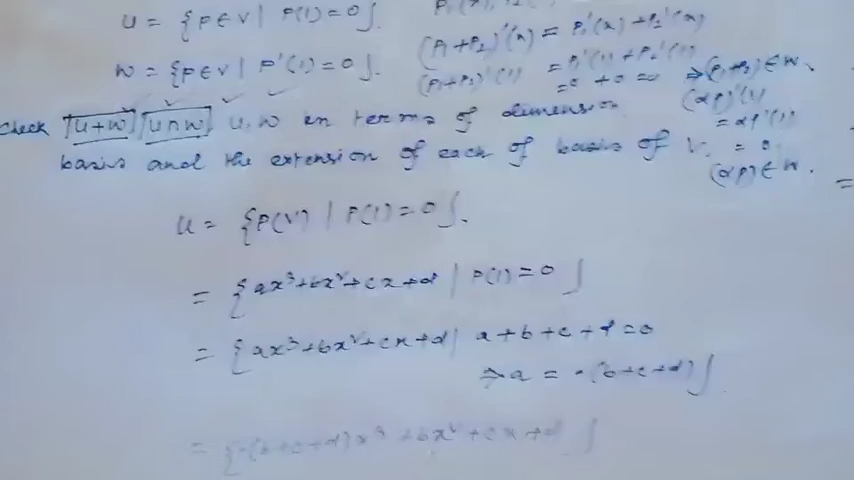 U = {P∈V | P(1) = 0}.
W = {P∈V | P'(1) = 0}.
(P1+P2)'(x) = P1'(x) + P2'(x)
(P1+P2)'(1) = P1'(1) + P2'(1)
= 0 + 0 = 0 ⇒ (P1+P2) ∈ W.
(αP)'(1)
= αP'(1)
= 0
(αP) ∈ W.
Check U+W, U∩W, U, W in terms of dimension
basis and the extension of each of basis of V.
U = {P(V) | P(1) = 0}.
= {ax³+bx²+cx+d | P(1) = 0}
= {ax³+bx²+cx+d | a+b+c+d = 0
⇒ a = -(b+c+d)}
= {-(b+c+d)x³ + bx² + cx + d}